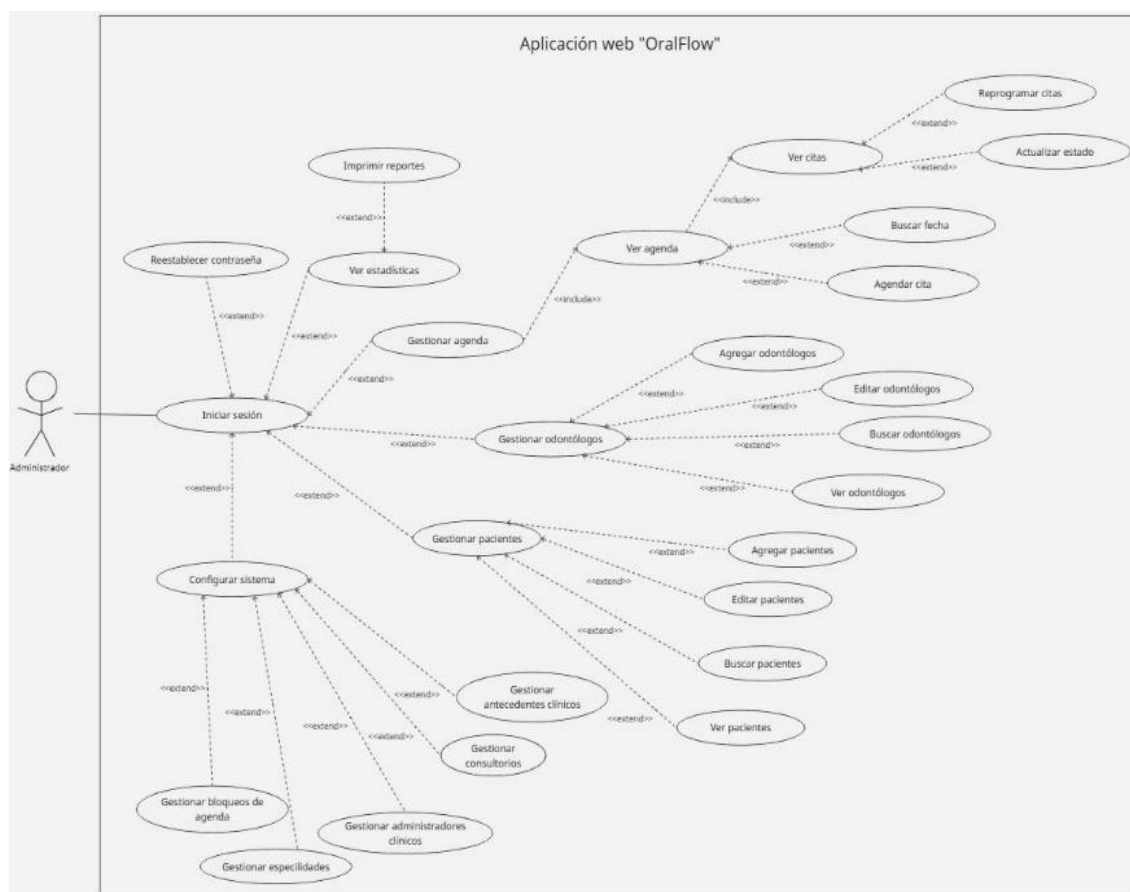 Aplicación web "OralFlow"
Reprogramar citas
<<extend>>
Ver citas
Actualizar estado
<<extend>>
Imprimir reportes
<<include>>
<<extend>>
Buscar fecha
Ver agenda
<<extend>>
Reestablecer contraseña
Ver estadísticas
<<extend>>
Agendar cita
<<include>>
<<extend>>
<<extend>>
Gestionar agenda
Agregar odontólogos
<<extend>>
Editar odontólogos
<<extend>>
<<extend>>
Iniciar sesión
Buscar odontólogos
<<extend>>
Gestionar odontólogos
<<extend>>
Administrador
<<extend>>
<<extend>>
Ver odontólogos
<<extend>>
Gestionar pacientes
Agregar pacientes
<<extend>>
Configurar sistema
<<extend>>
Editar pacientes
<<extend>>
Buscar pacientes
<<extend>>
Gestionar
antecedentes clínicos
<<extend>>
<<extend>>
<<extend>>
<<extend>>
Ver pacientes
<<extend>>
Gestionar
consultorios
Gestionar bloqueos de
agenda
Gestionar administradores
clínicos
Gestionar especilidades